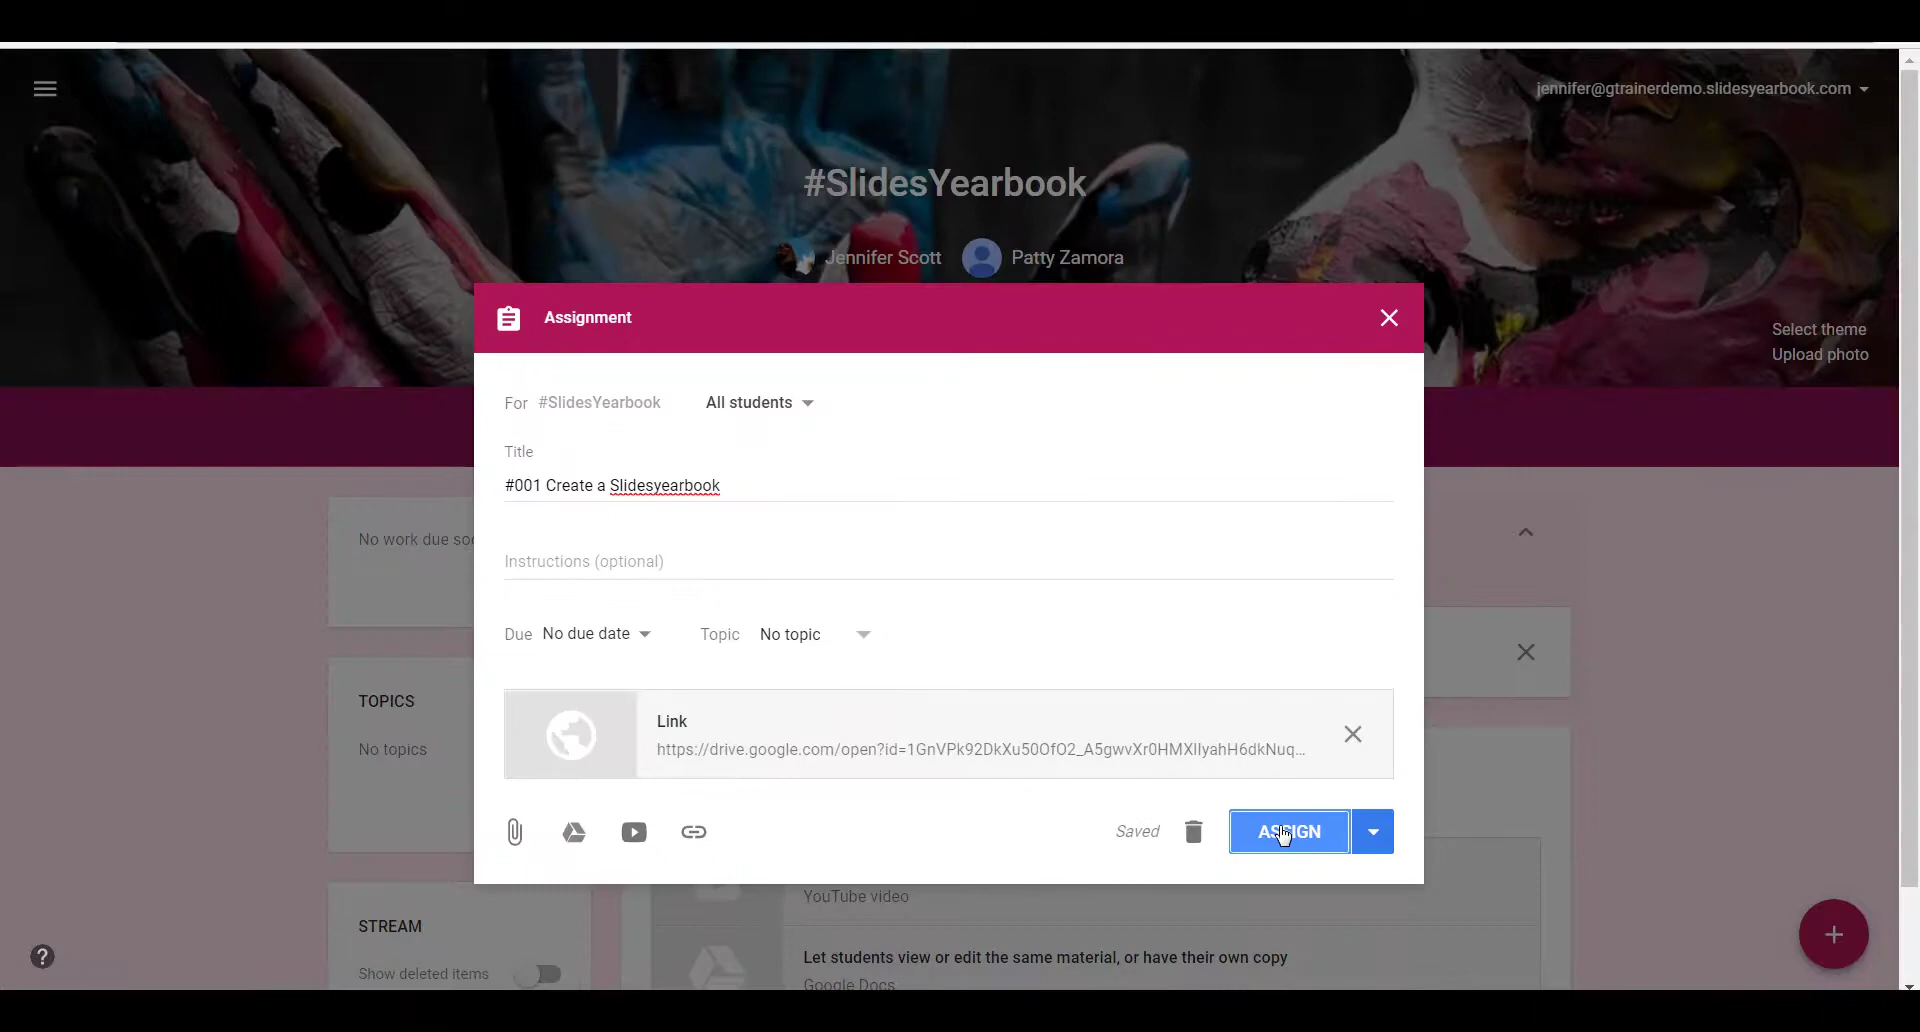 jennifer@gtrainerdemo.slidesyearbook.com
#SlidesYearbook
Jennifer Scott Patty Zamora
Select theme
Upload photo
Assignment
For #SlidesYearbook All students
Title
#001 Create a Slidesyearbook
No work due soo
Instructions (optional)
Due No due date Topic No topic
TOPICS
Link
No topics
https://drive.google.com/open?id=1GnVPk92DkXu50OfO2_A5gwvXr0HMXIlyahH6dkNuq...
Saved
ASSIGN
YouTube video
STREAM
Let students view or edit the same material, or have their own copy
Show deleted items
Google Docs